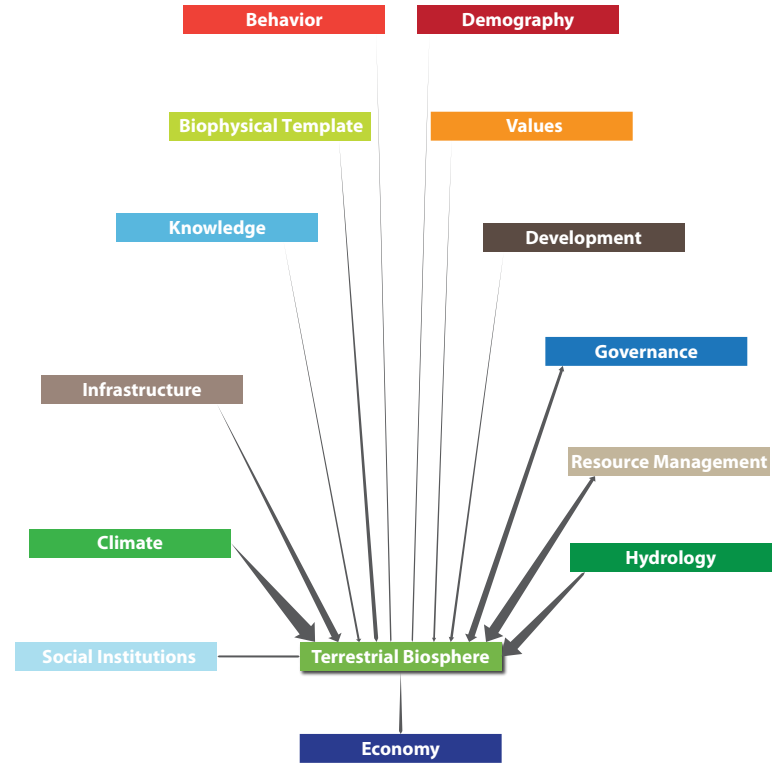 Behavior
Demography
Biophysical Template
Values
Knowledge
Development
Governance
Infrastructure
Resource Management
Climate
Hydrology
Social Institutions
Terrestrial Biosphere
Economy